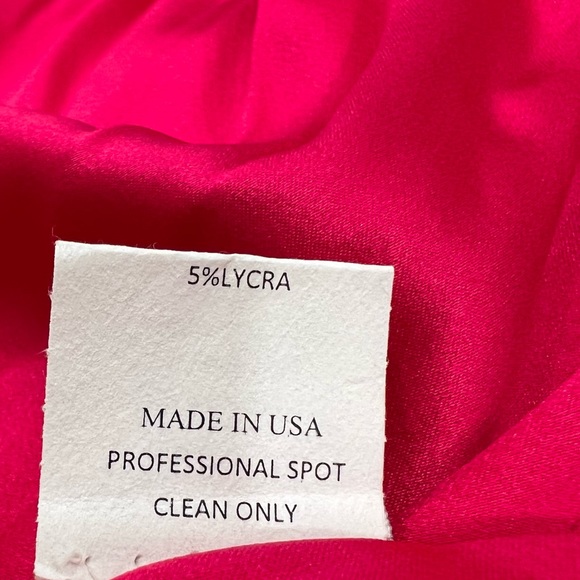 5%LYCRA
MADE IN USA
PROFESSIONAL SPOT
CLEAN ONLY